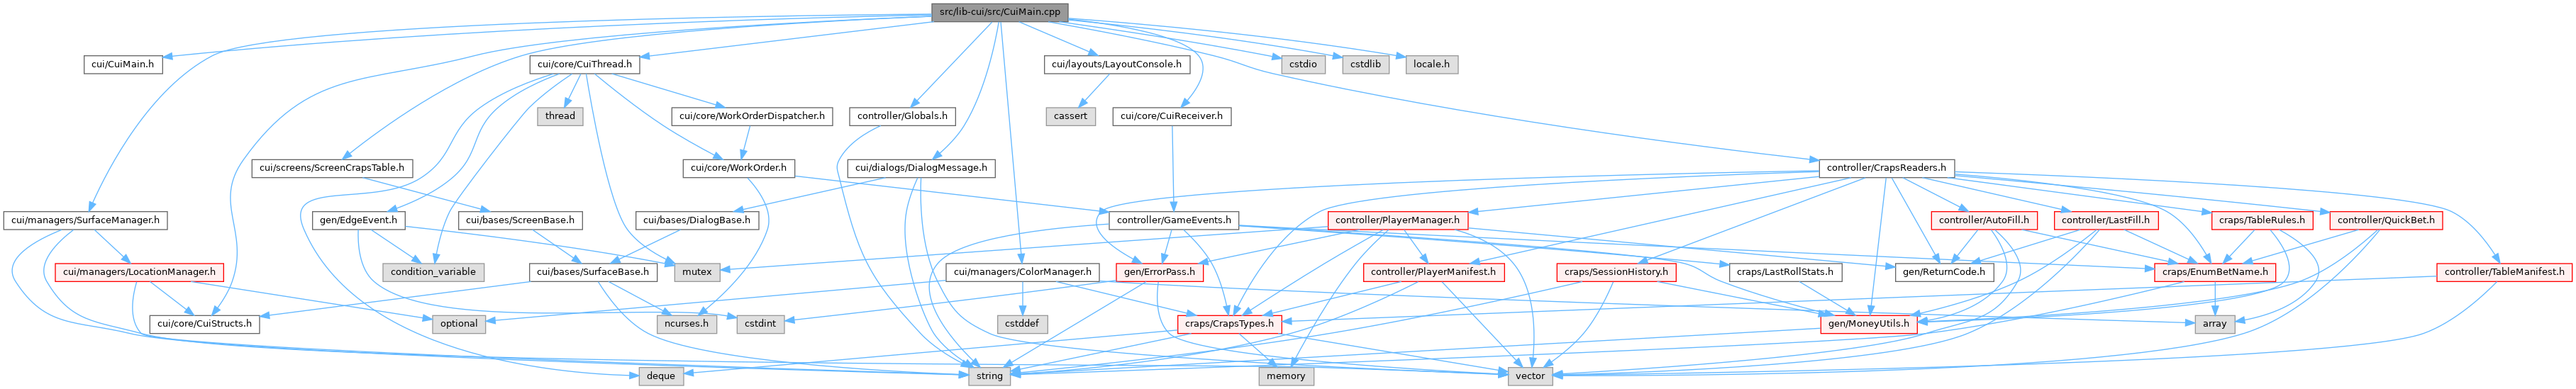 src/lib-cui/src/CuiMain.cpp
cui/CuiMain.h
cui/core/CuiThread.h
cui/layouts/LayoutConsole.h
cstdio
cstdlib
locale.h
thread
cui/core/WorkOrderDispatcher.h
controller/Globals.h
cassert
cui/core/CuiReceiver.h
cui/screens/ScreenCrapsTable.h
cui/core/WorkOrder.h
cui/dialogs/DialogMessage.h
controller/CrapsReaders.h
cui/managers/SurfaceManager.h
gen/EdgeEvent.h
cui/bases/ScreenBase.h
cui/bases/DialogBase.h
controller/GameEvents.h
controller/PlayerManager.h
controller/AutoFill.h
controller/LastFill.h
craps/TableRules.h
controller/QuickBet.h
cui/managers/LocationManager.h
condition_variable
cui/bases/SurfaceBase.h
mutex
cui/managers/ColorManager.h
gen/ErrorPass.h
controller/PlayerManifest.h
craps/SessionHistory.h
craps/LastRollStats.h
gen/ReturnCode.h
craps/EnumBetName.h
controller/TableManifest.h
cui/core/CuiStructs.h
optional
ncurses.h
cstdint
cstddef
craps/CrapsTypes.h
gen/MoneyUtils.h
array
deque
string
memory
vector